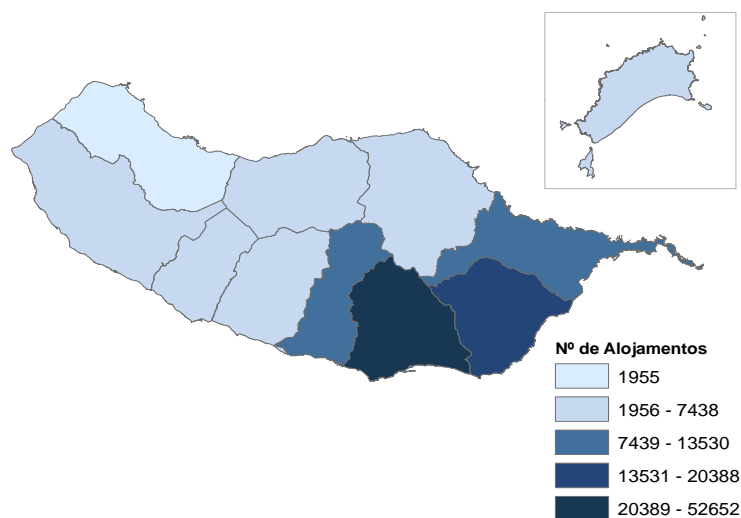 Nº de Alojamentos
1955
1956 - 7438
7439 - 13530
13531 - 20388
20389 - 52652